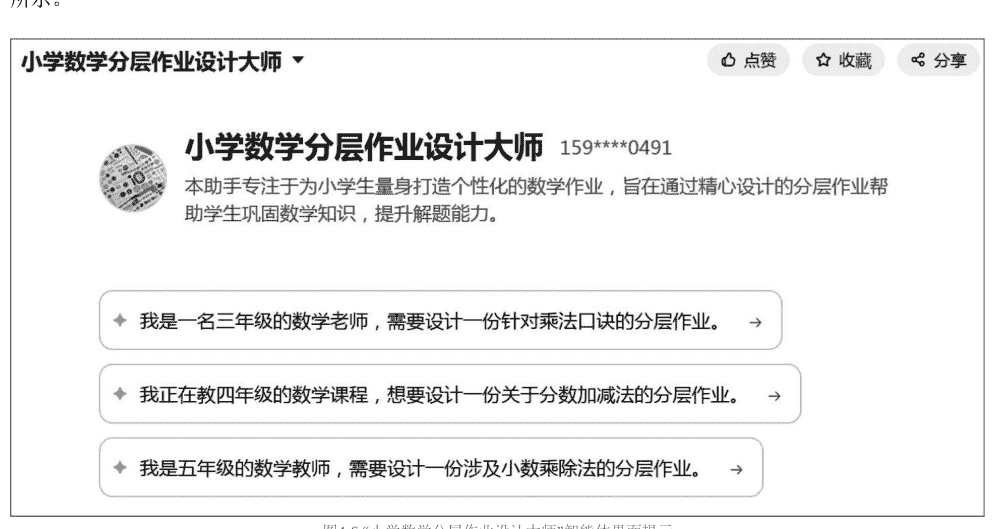 所示。
小学数学分层作业设计大师
点赞 收藏 分享
小学数学分层作业设计大师 159****0491
本助手专注于为小学生量身打造个性化的数学作业，旨在通过精心设计的分层作业帮
助学生巩固数学知识，提升解题能力。
我是一名三年级的数学老师，需要设计一份针对乘法口诀的分层作业。
我正在教四年级的数学课程，想要设计一份关于分数加减法的分层作业。
我是五年级的数学教师，需要设计一份涉及小数乘除法的分层作业。